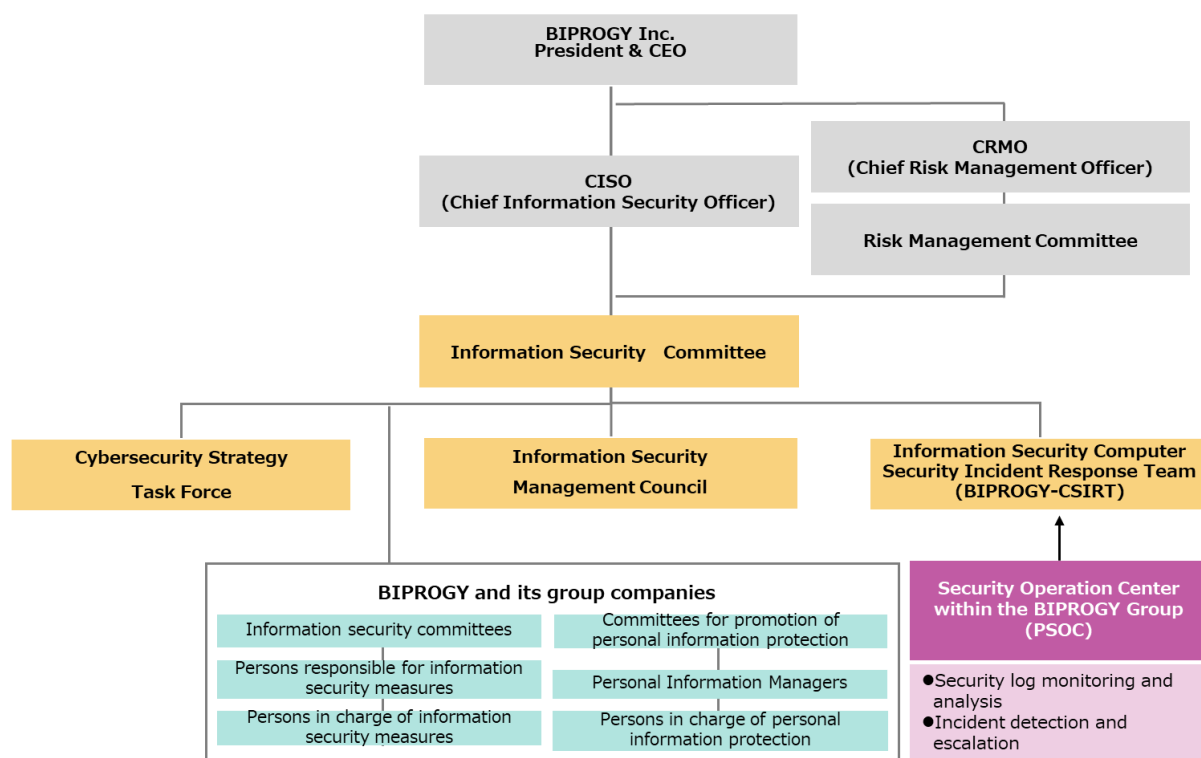 BIPROGY Inc.
President & CEO
CRMO
(Chief Risk Management Officer)
CISO
(Chief Information Security Officer)
Risk Management Committee
Information Security Committee
Cybersecurity Strategy
Task Force
Information Security
Management Council
Information Security Computer
Security Incident Response Team
(BIPROGY-CSIRT)
BIPROGY and its group companies
Information security committees
Persons responsible for information
security measures
Persons in charge of information
security measures
Committees for promotion of
personal information protection
Personal Information Managers
Persons in charge of personal
information protection
Security Operation Center
within the BIPROGY Group
(PSOC)
●Security log monitoring and
analysis
●Incident detection and
escalation